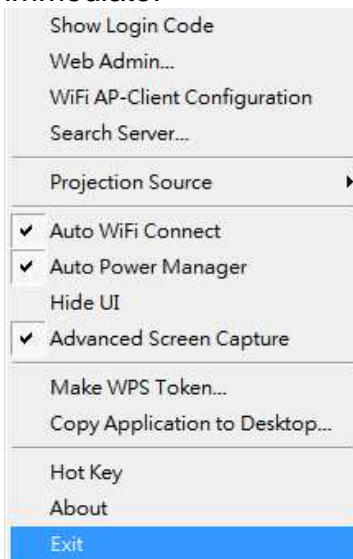 Show Login Code
Web Admin...
WiFi AP-Client Configuration
Search Server...
Projection Source
Auto WiFi Connect
Auto Power Manager
Hide UI
Advanced Screen Capture
Make WPS Token...
Copy Application to Desktop...
Hot Key
About
Exit